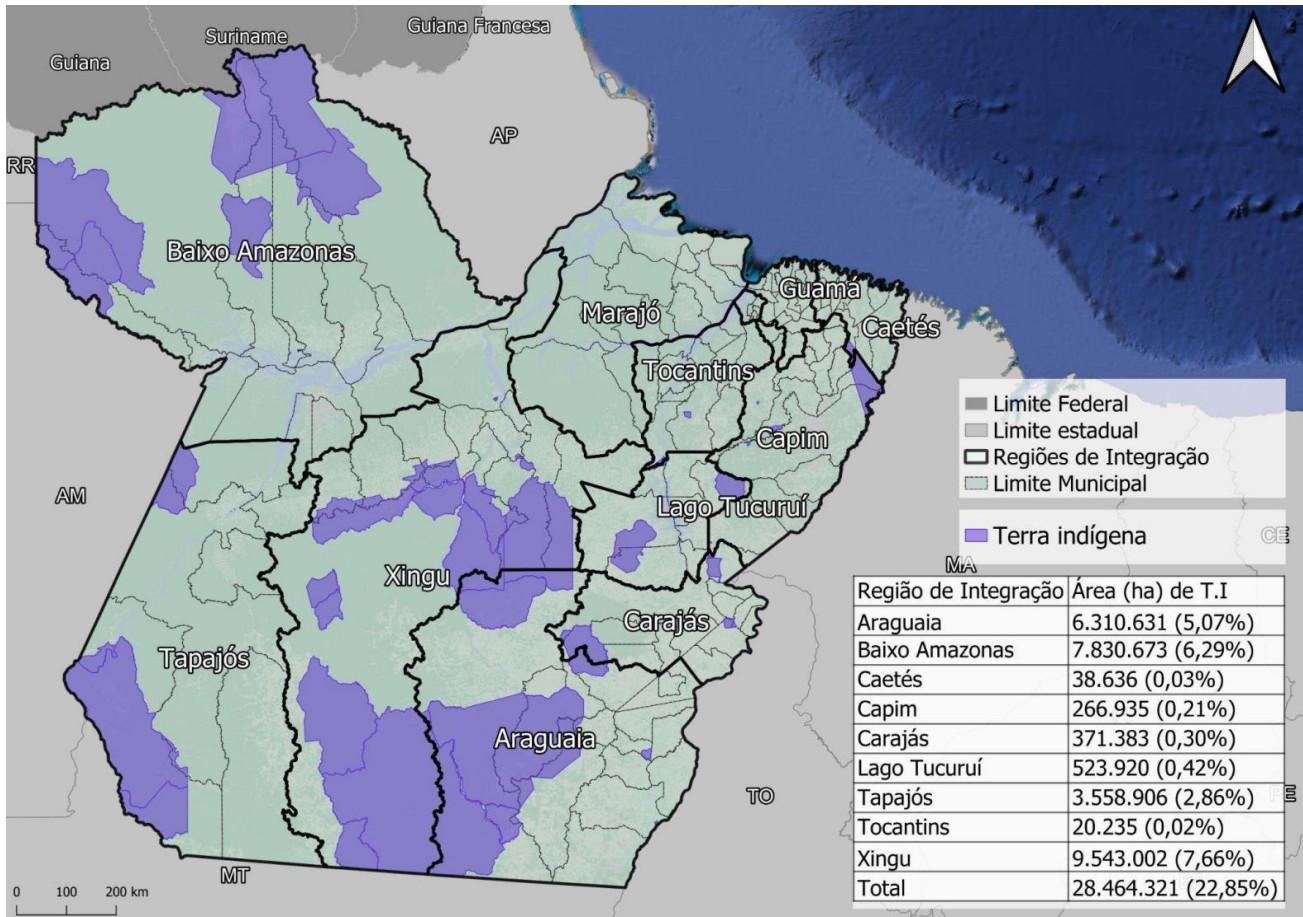 Suriname
Guiana Francesa
Guiana
AP
RR
Baixo Amazonas
Marajó
Guamá
Caetés
Tocantins
Capim
Lago Tucuruí
AM
Xingu
Carajás
Tapajós
Araguaia
MT
TO
MA
CE
PE
Limite Federal
Limite estadual
Regiões de Integração
Limite Municipal
Terra indígena
Região de Integração Área (ha) de T.I
Araguaia 6.310.631 (5,07%)
Baixo Amazonas 7.830.673 (6,29%)
Caetés 38.636 (0,03%)
Capim 266.935 (0,21%)
Carajás 371.383 (0,30%)
Lago Tucuruí 523.920 (0,42%)
Tapajós 3.558.906 (2,86%)
Tocantins 20.235 (0,02%)
Xingu 9.543.002 (7,66%)
Total 28.464.321 (22,85%)
0 100 200 km